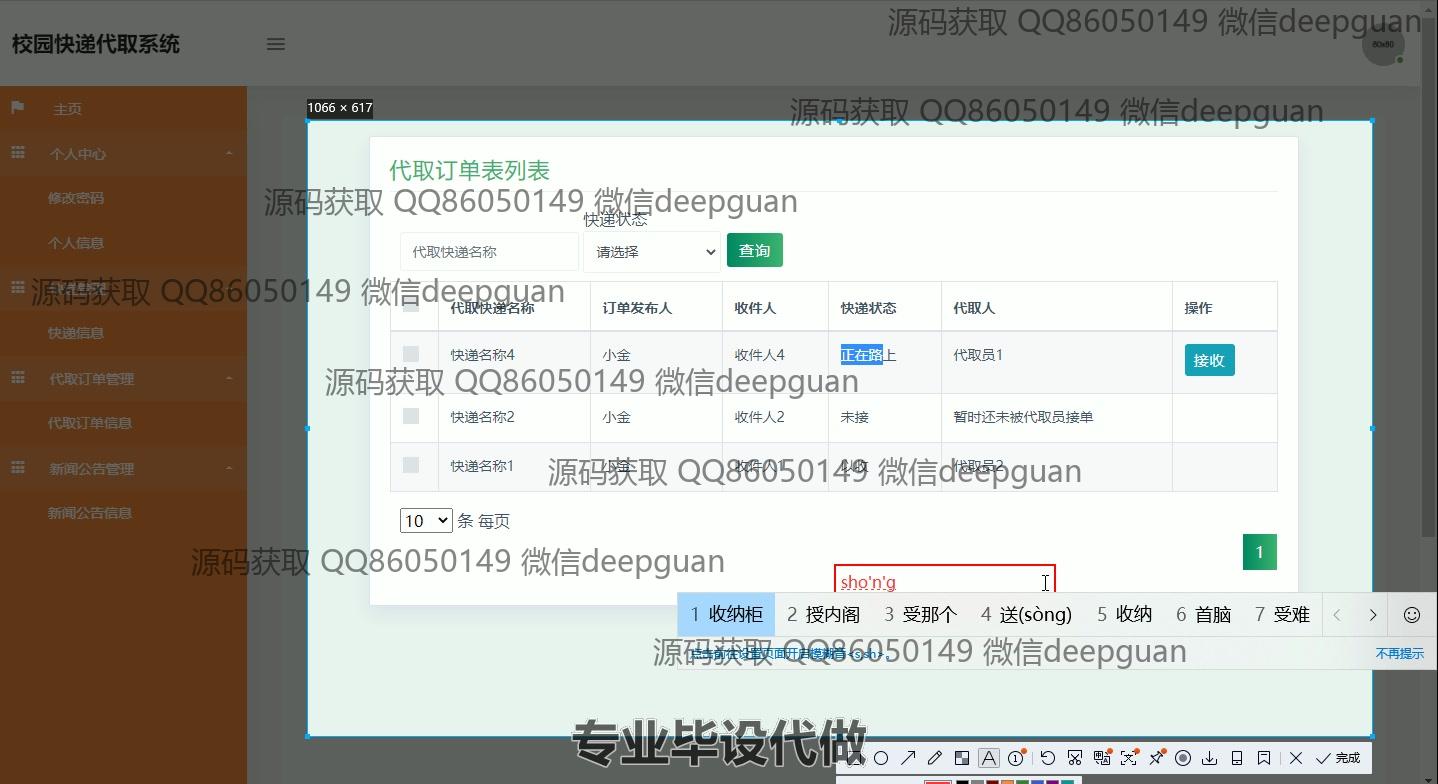 源码获取 QQ86050149 微信deepguan
校园快递代取系统
60x60
1066 × 617
源码获取 QQ86050149 微信deepguan
主页
个人中心
修改密码
个人信息
快递信息
代取订单管理
代取订单信息
新闻公告管理
新闻公告信息
代取订单表列表
源码获取 QQ86050149 微信deepguan
快递状态
代取快递名称 请选择 查询
源码获取 QQ86050149 微信deepguan
代取快递名称 订单发布人 收件人 快递状态 代取人 操作
快递名称4 小金 收件人4 正在路上 代取员1 接收
源码获取 QQ86050149 微信deepguan
快递名称2 小金 收件人2 未接 暂时还未被代取员接单
快递名称1 小金 收件人1 以收 代取员2
源码获取 QQ86050149 微信deepguan
10 条 每页
1
源码获取 QQ86050149 微信deepguan
sho'n'g
1 收纳柜 2 授内阁 3 受那个 4 送(sòng) 5 收纳 6 首脑 7 受难
源码获取 QQ86050149 微信deepguan
不再提示
专业毕设代做
完成